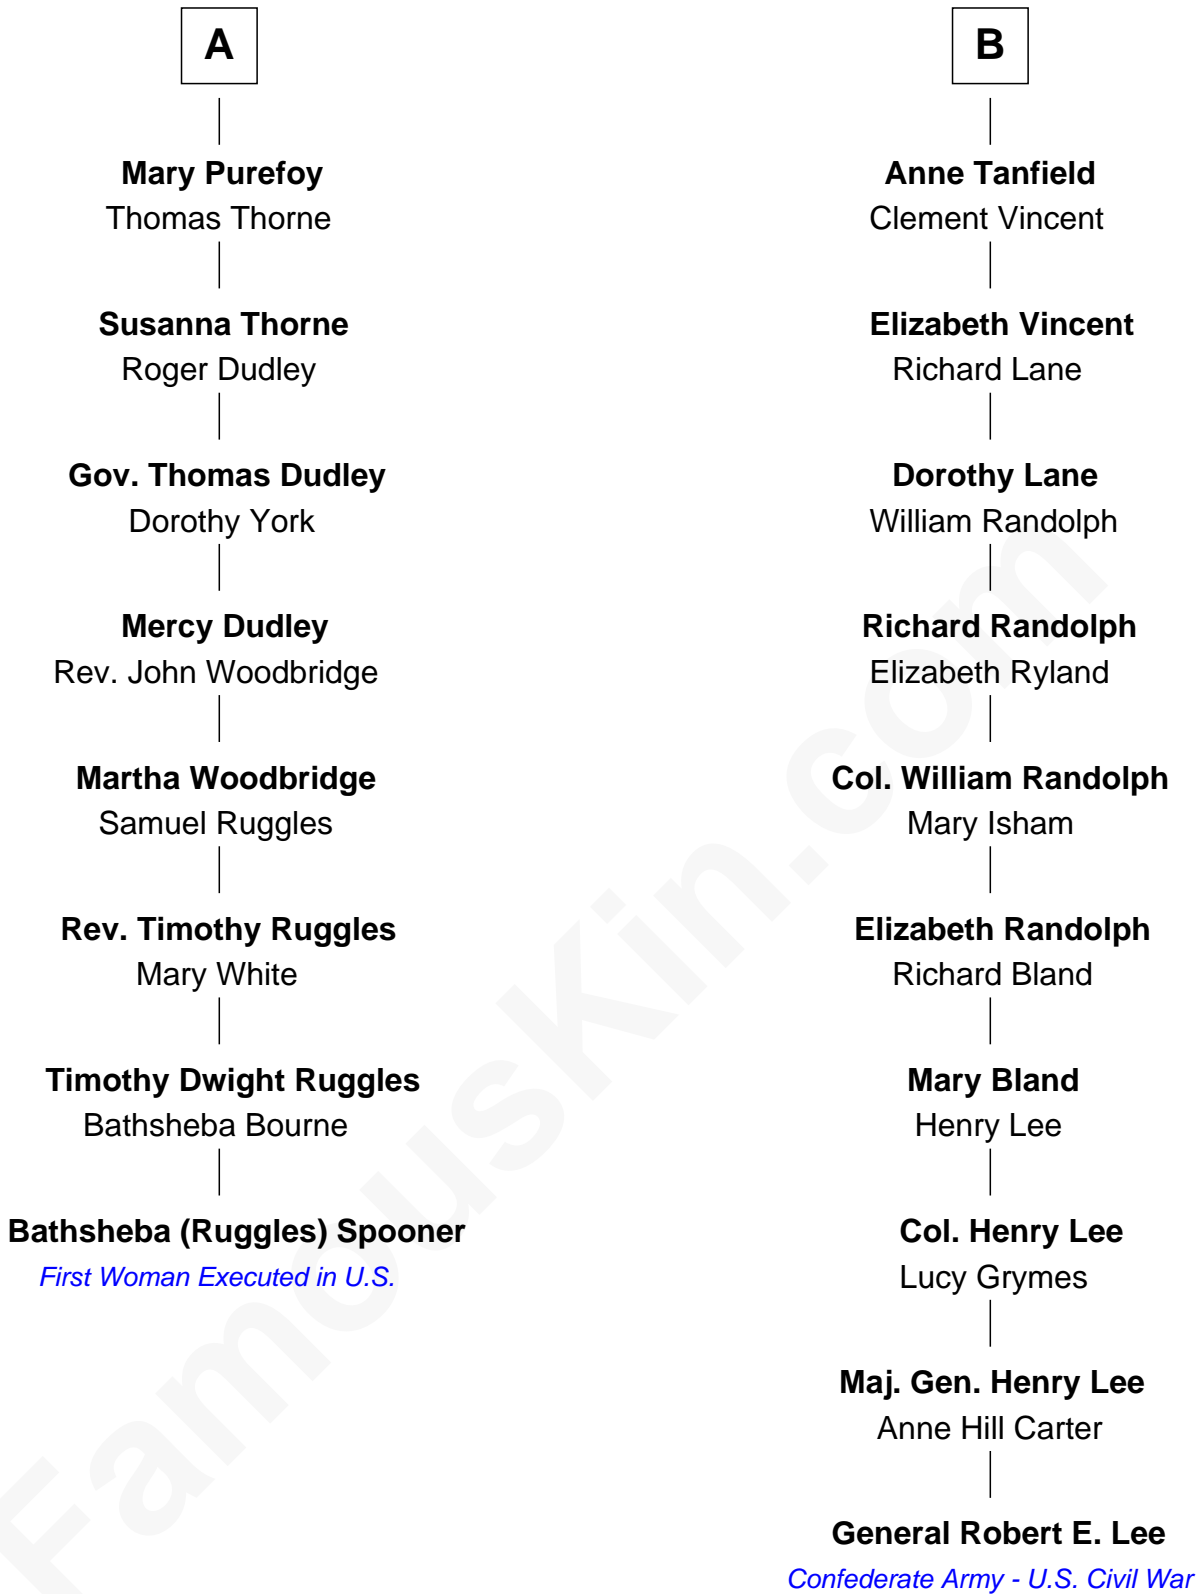 A
Mary Purefoy
Thomas Thorne
Susanna Thorne
Roger Dudley
Gov. Thomas Dudley
Dorothy York
Mercy Dudley
Rev. John Woodbridge
Martha Woodbridge
Samuel Ruggles
Rev. Timothy Ruggles
Mary White
Timothy Dwight Ruggles
Bathsheba Bourne
Bathsheba (Ruggles) Spooner
First Woman Executed in U.S.
B
Anne Tanfield
Clement Vincent
Elizabeth Vincent
Richard Lane
Dorothy Lane
William Randolph
Richard Randolph
Elizabeth Ryland
Col. William Randolph
Mary Isham
Elizabeth Randolph
Richard Bland
Mary Bland
Henry Lee
Col. Henry Lee
Lucy Grymes
Maj. Gen. Henry Lee
Anne Hill Carter
General Robert E. Lee
Confederate Army - U.S. Civil War
FamousKin.com